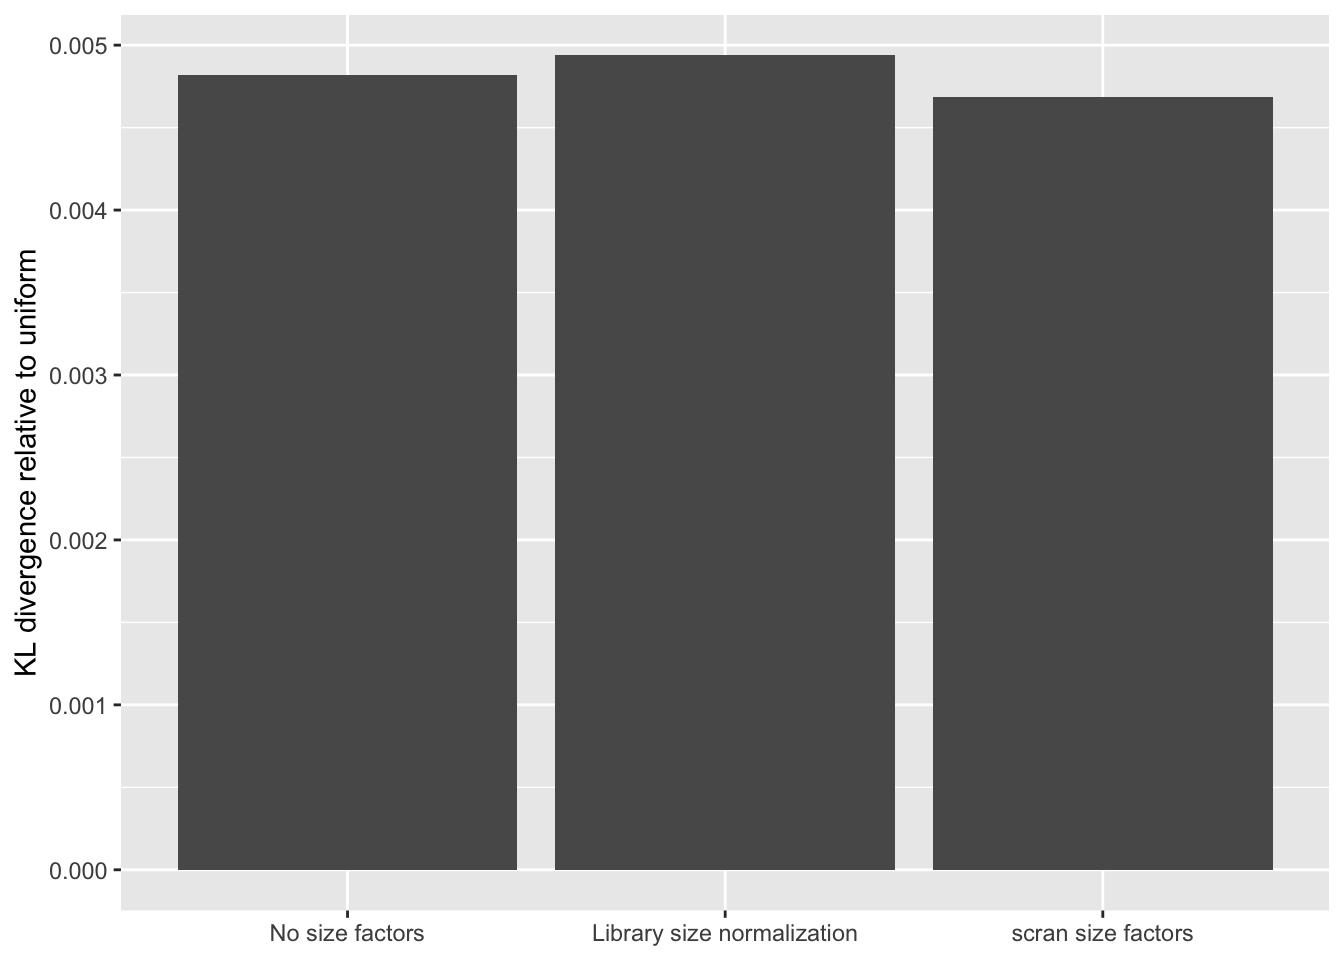 KL divergence relative to uniform
0.005
0.004
0.003
0.002
0.001
0.000
No size factors
Library size normalization
scran size factors